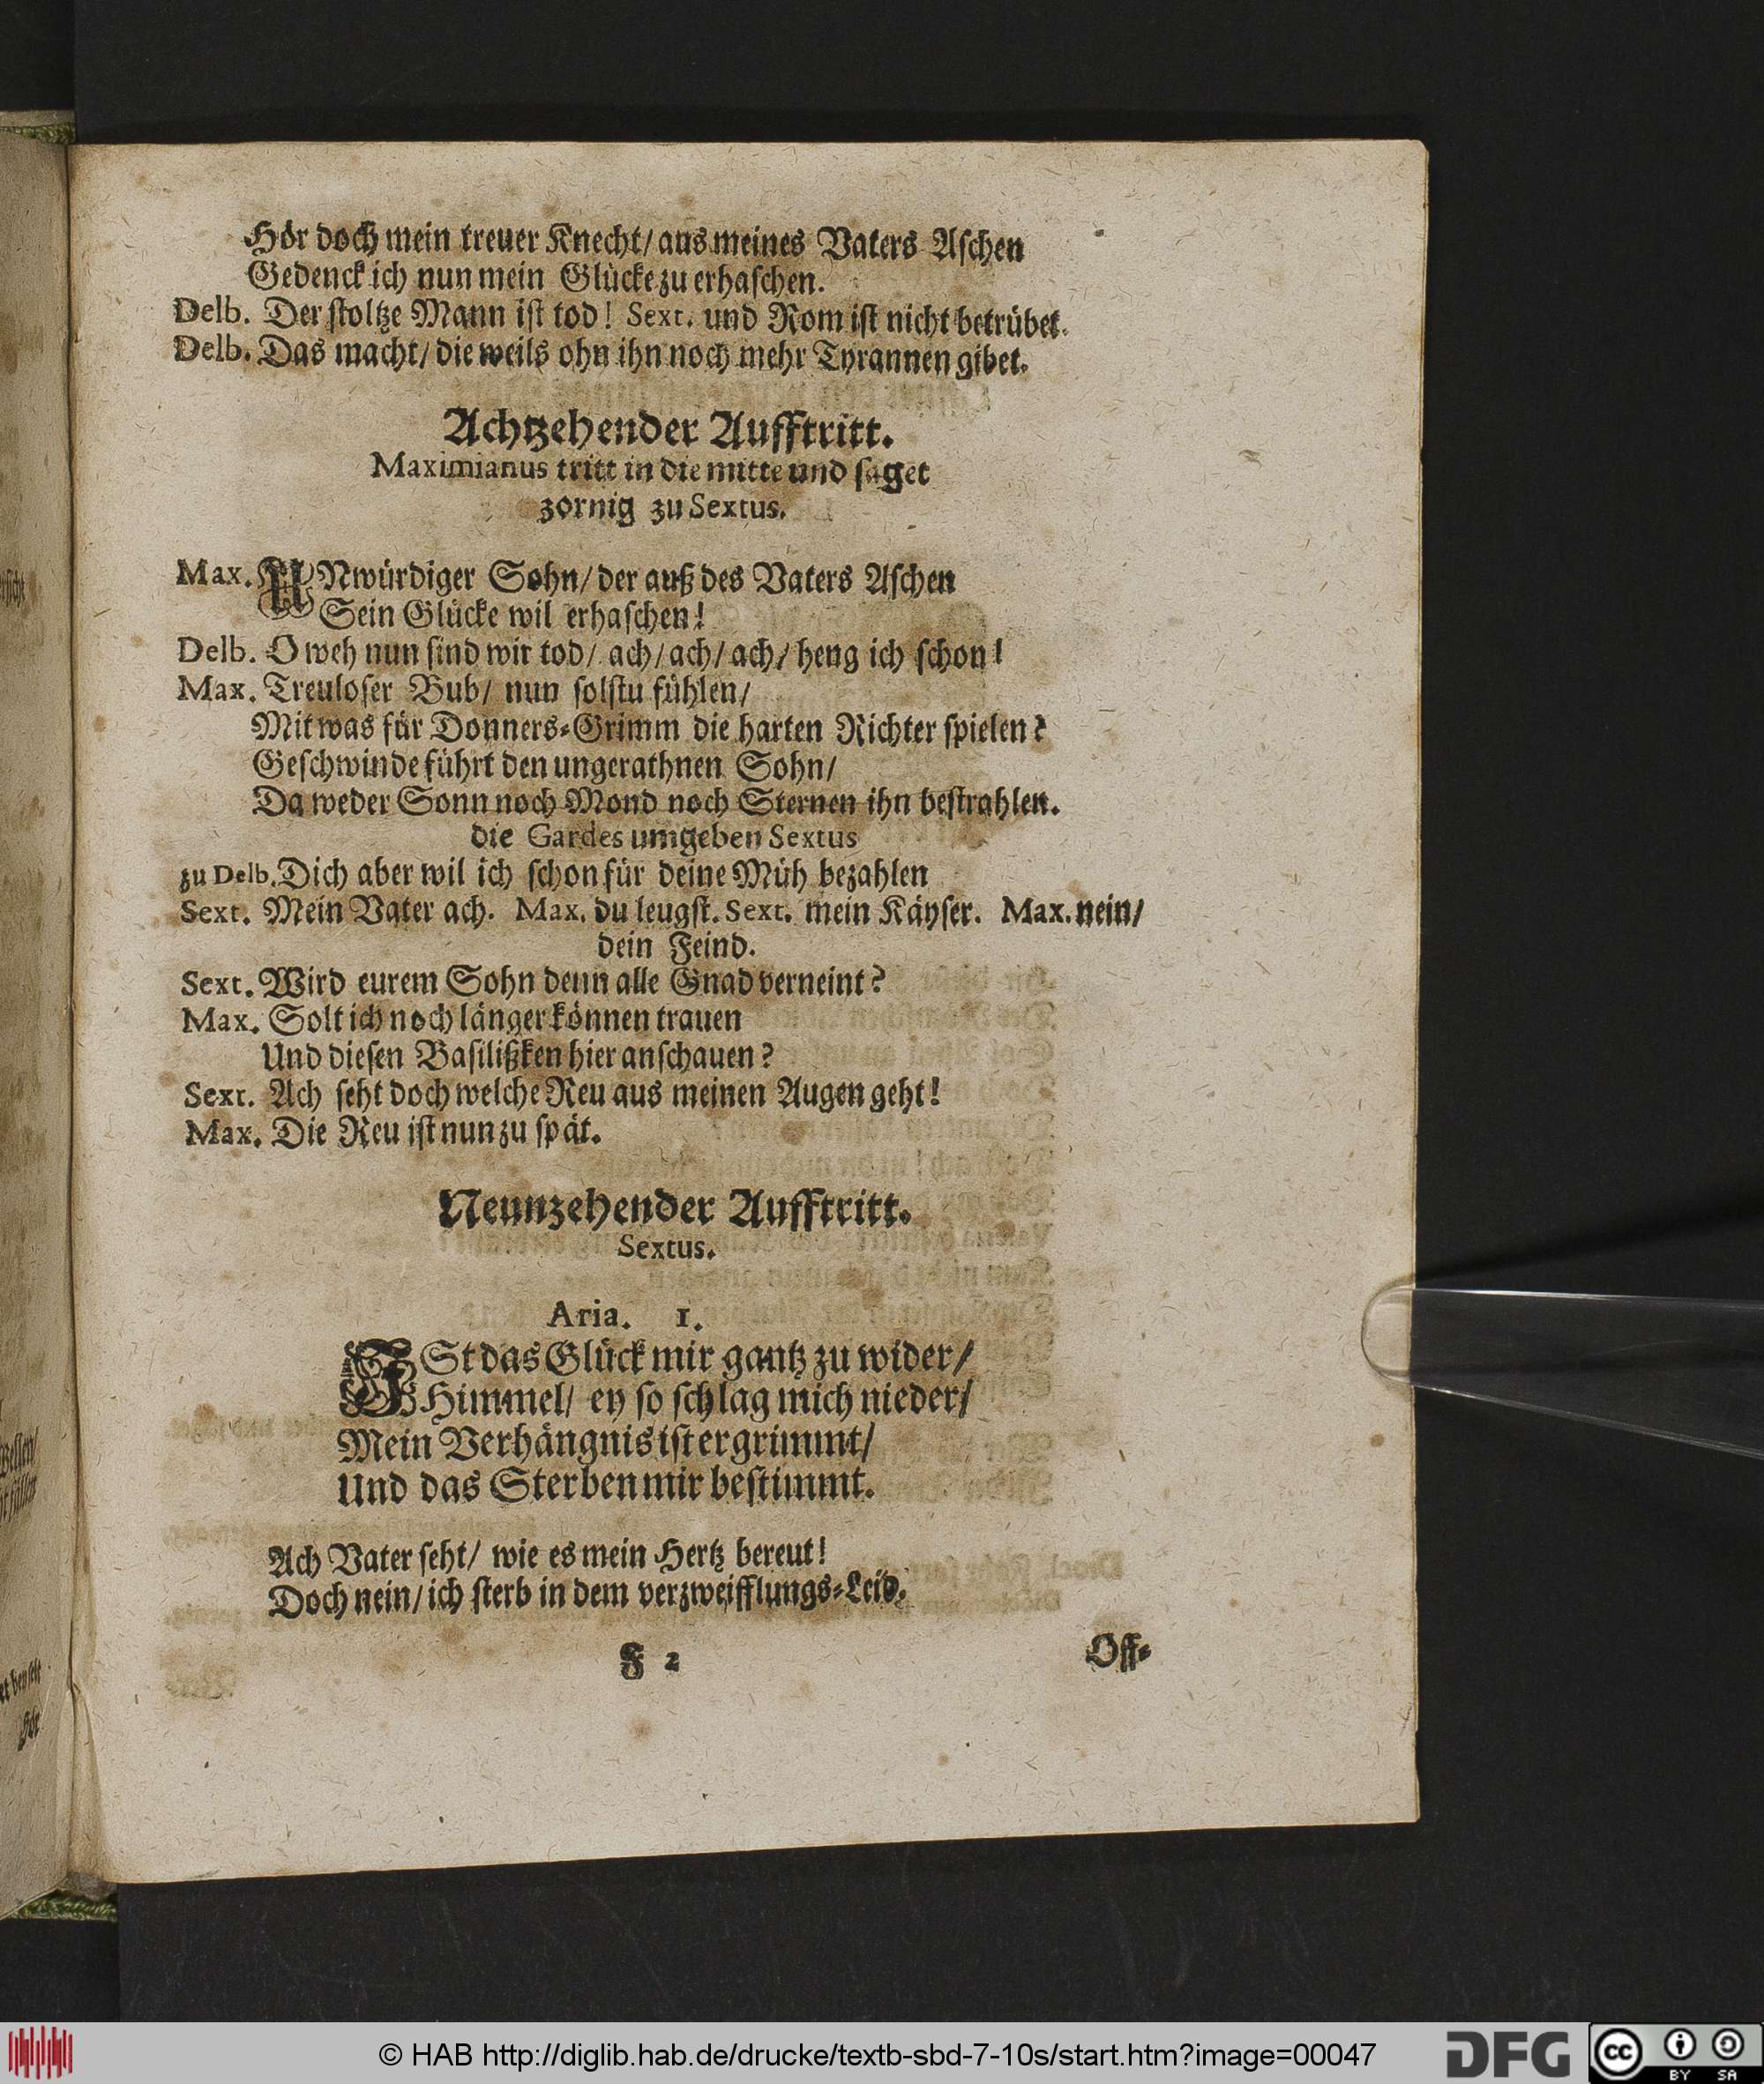 Hör doch mein treuer Knecht/ aus meines Vaters Aſchen
Gedenck ich nun mein Glücke zu erhaſchen.
Delb. Der ſtoltze Mann iſt tod! Sext. und Rom iſt nicht betrübet.
Delb. Das macht/ die weils ohn ihn noch mehr Tyrannen gibet.
Achtzehender Aufftritt.
Maximianus tritt in die mitte und ſaget
zornig zu Sextus.
Max. UNwürdiger Sohn/ der auß des Vaters Aſchen
Sein Glücke wil erhaſchen!
Delb. O weh nun ſind wir tod/ ach/ ach/ ach/ heng ich ſchon!
Max. Treuloſer Bub/ nun ſolſtu fühlen/
Mit was für Donners-Grimm die harten Richter ſpielen?
Geſchwinde führt den ungerathnen Sohn/
Da weder Sonn noch Mond noch Sternen ihn beſtrahlen.
die Gardes umgeben Sextus
zu Delb. Dich aber wil ich ſchon für deine Müh bezahlen
Sext. Mein Vater ach. Max. du leugſt. Sext. mein Käyſer. Max. nein/
dein Feind.
Sext. Wird eurem Sohn denn alle Gnad verneint?
Max. Solt ich noch länger können trauen
Und dieſen Baſilißken hier anſchauen?
Sext. Ach ſeht doch welche Reu aus meinen Augen geht!
Max. Die Reu iſt nun zu ſpät.
Neunzehender Aufftritt.
Sextus.
Aria. 1.
ISt das Glück mir gantz zu wider/
Himmel/ ey ſo ſchlag mich nieder/
Mein Verhängnis iſt ergrimmt/
Und das Sterben mir beſtimmt.
Ach Vater ſeht/ wie es mein Hertz bereut!
Doch nein/ ich ſterb in dem verzweifflungs-Leid.
F 2
Off-
© HAB http://diglib.hab.de/drucke/textb-sbd-7-10s/start.htm?image=00047
DFG
cc
BY SA